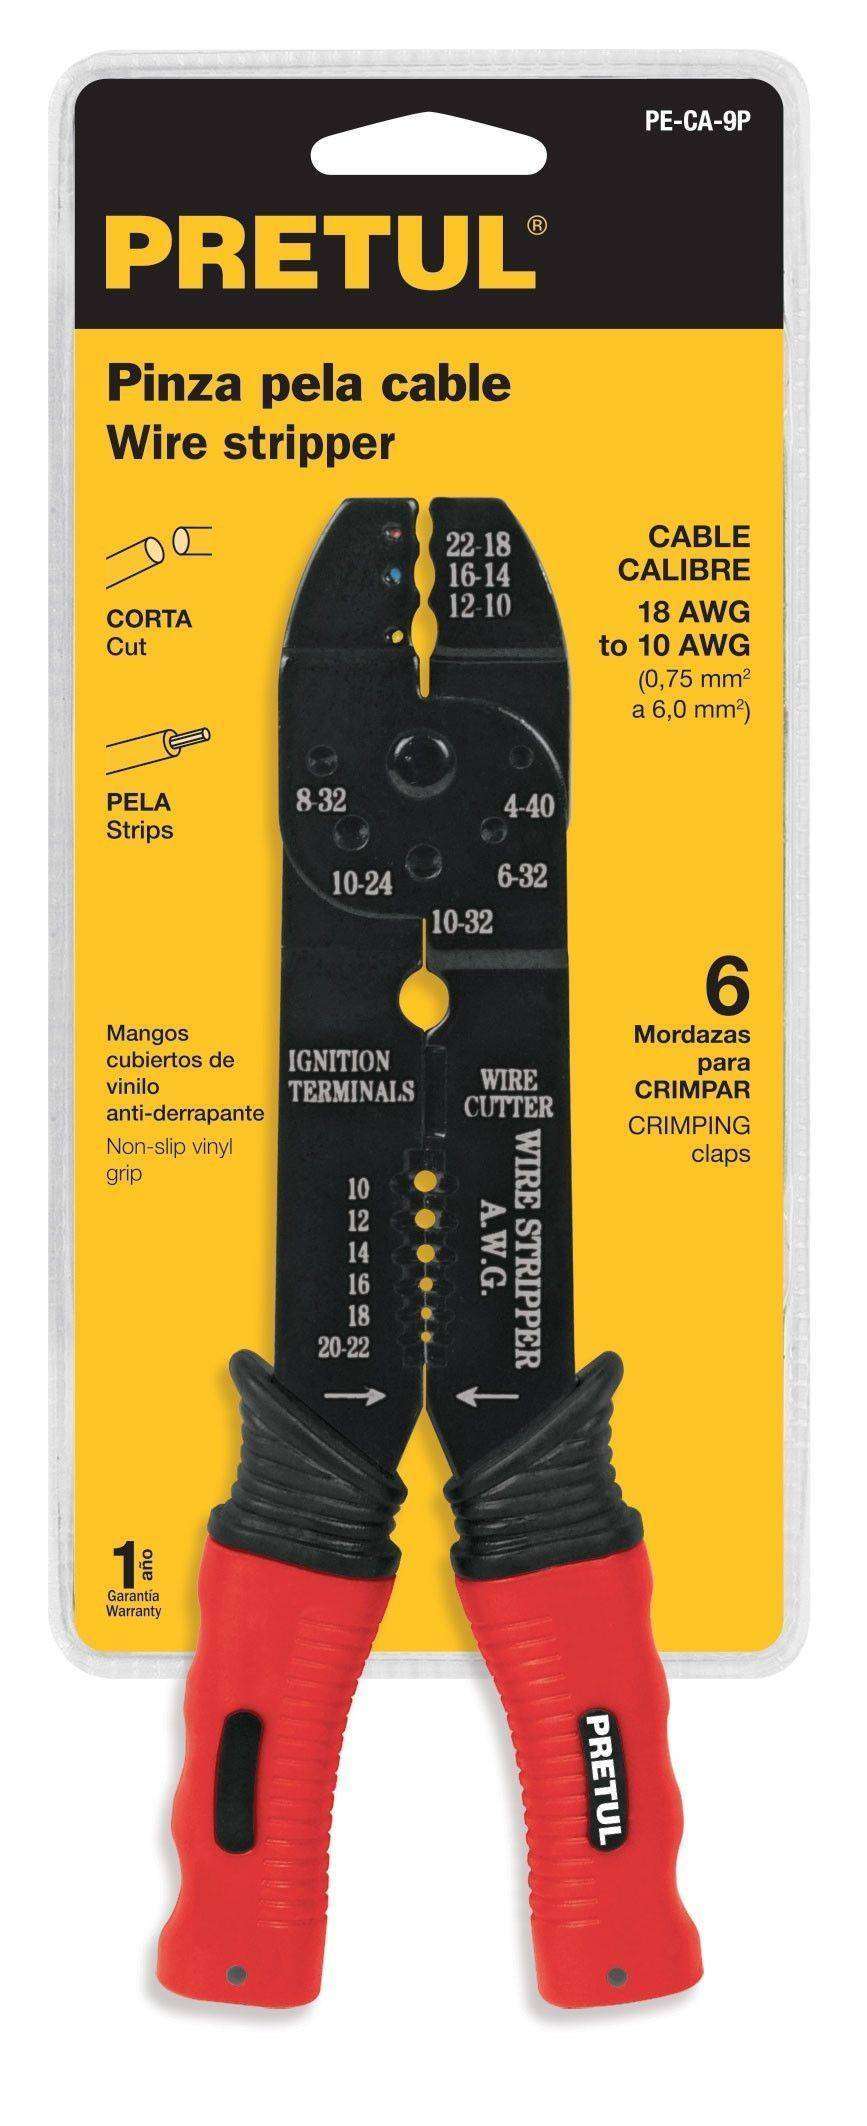 PE-CA-9P
PRETUL®
Pinza pela cable
Wire stripper
CORTA
Cut
PELA
Strips
Mangos
cubiertos de
vinilo
anti-derrapante
Non-slip vinyl
grip
1 año
Garantía
Warranty
22-18
16-14
12-10
8-32
4-40
10-24
6-32
10-32
IGNITION
TERMINALS
WIRE
CUTTER
WIRE STRIPPER
A.W.G.
10
12
14
16
18
20-22
CABLE
CALIBRE
18 AWG
to 10 AWG
(0,75 mm²
a 6,0 mm²)
6
Mordazas
para
CRIMPAR
CRIMPING
claps
PRETUL